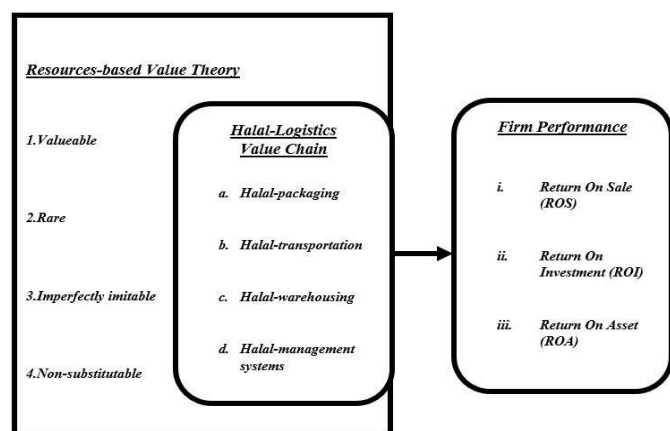 Resources-based Value Theory
1.Valueable
2.Rare
3.Imperfectly imitable
4.Non-substitutable
Halal-Logistics
Value Chain
a. Halal-packaging
b. Halal-transportation
c. Halal-warehousing
d. Halal-management
systems
Firm Performance
i. Return On Sale
(ROS)
ii. Return On
Investment (ROI)
iii. Return On Asset
(ROA)